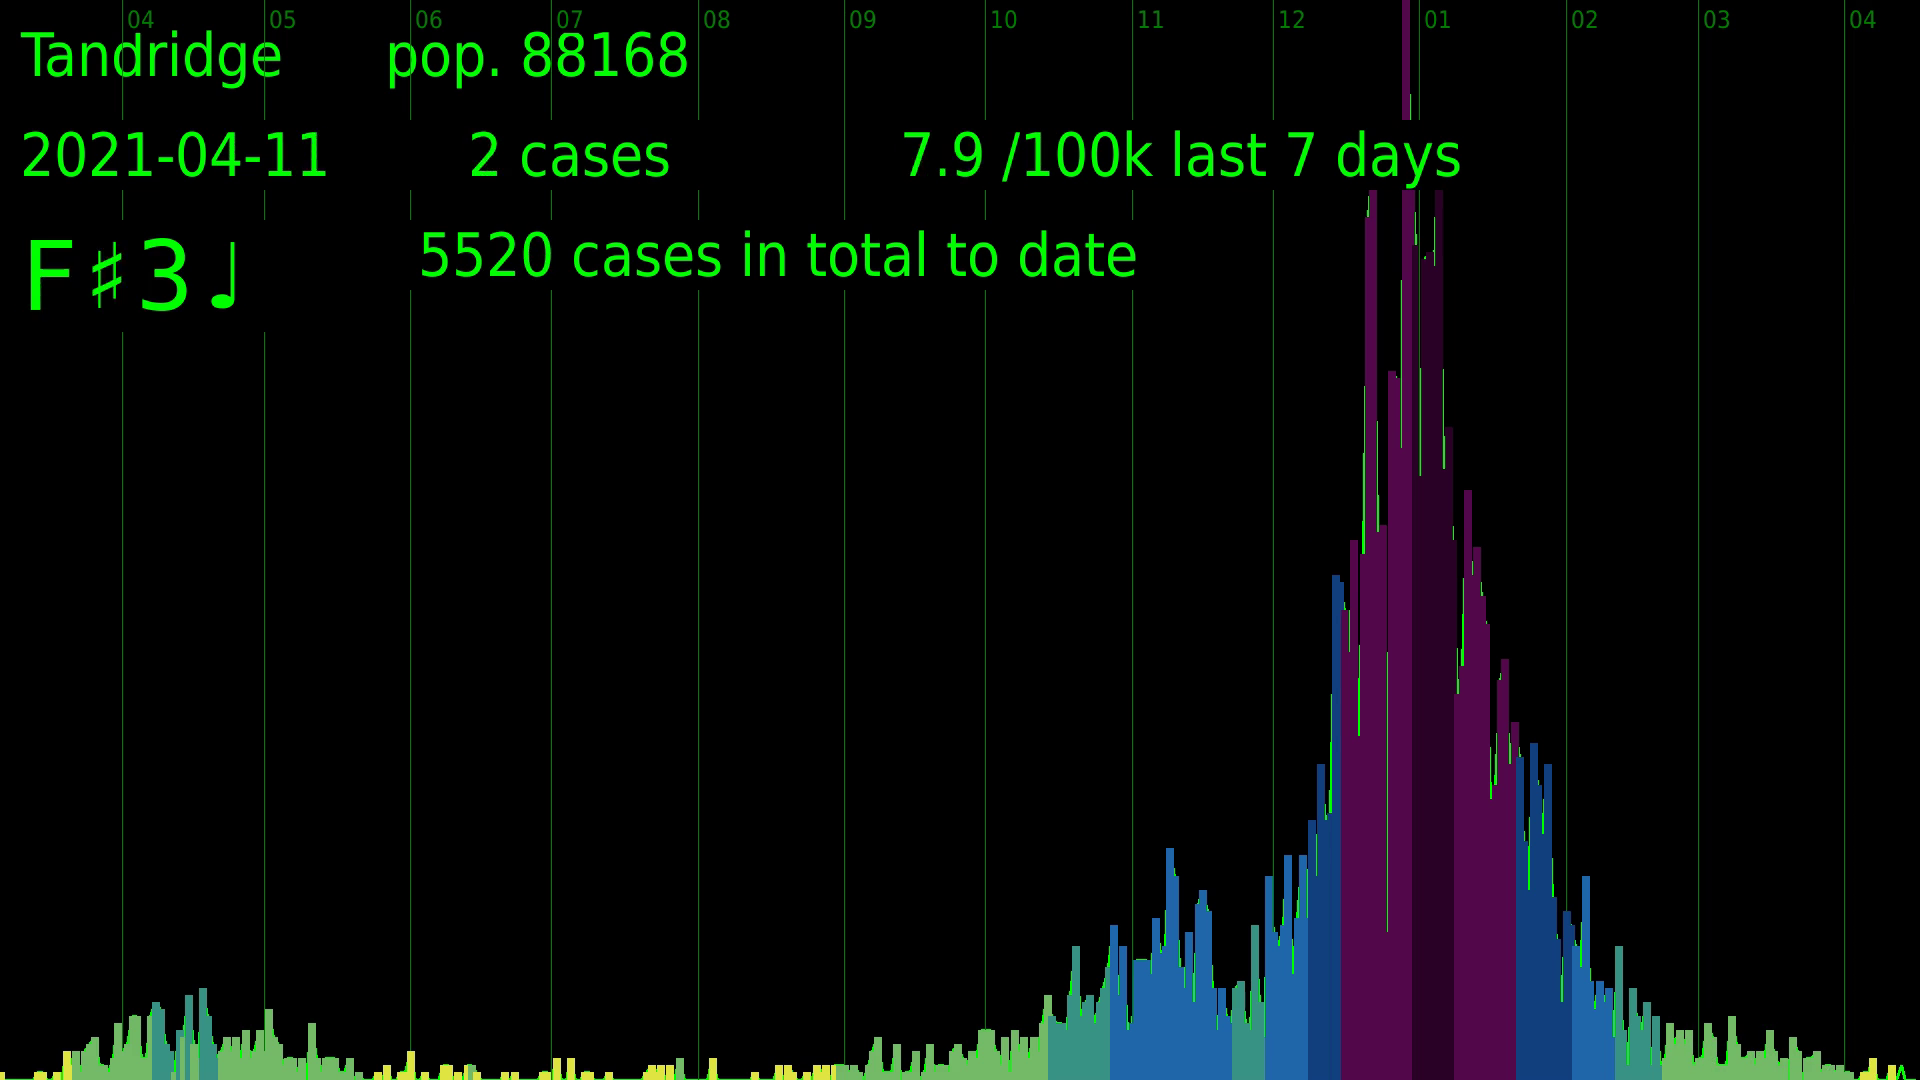 04 05 06 07 08 09 10 11 12 01 02 03 04
Tandridge pop. 88168
2021-04-11 2 cases 7.9 /100k last 7 days
F♯3♩ 5520 cases in total to date